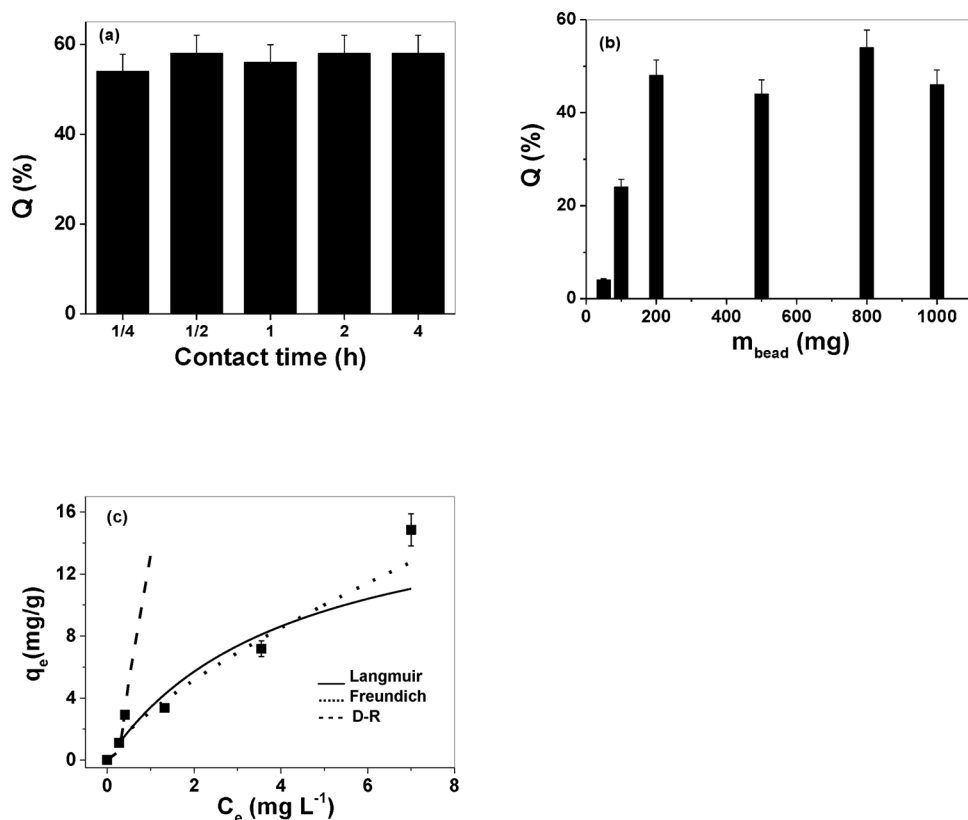 (a)
60
40
20
0
Q (%)
1/4 1/2 1 2 4
Contact time (h)
(b)
60
40
20
0
Q (%)
0 200 400 600 800 1000
m_bead (mg)
(c)
16
12
8
4
0
q_e(mg/g)
Langmuir
Freundich
D-R
0 2 4 6 8
C_e (mg L⁻¹)